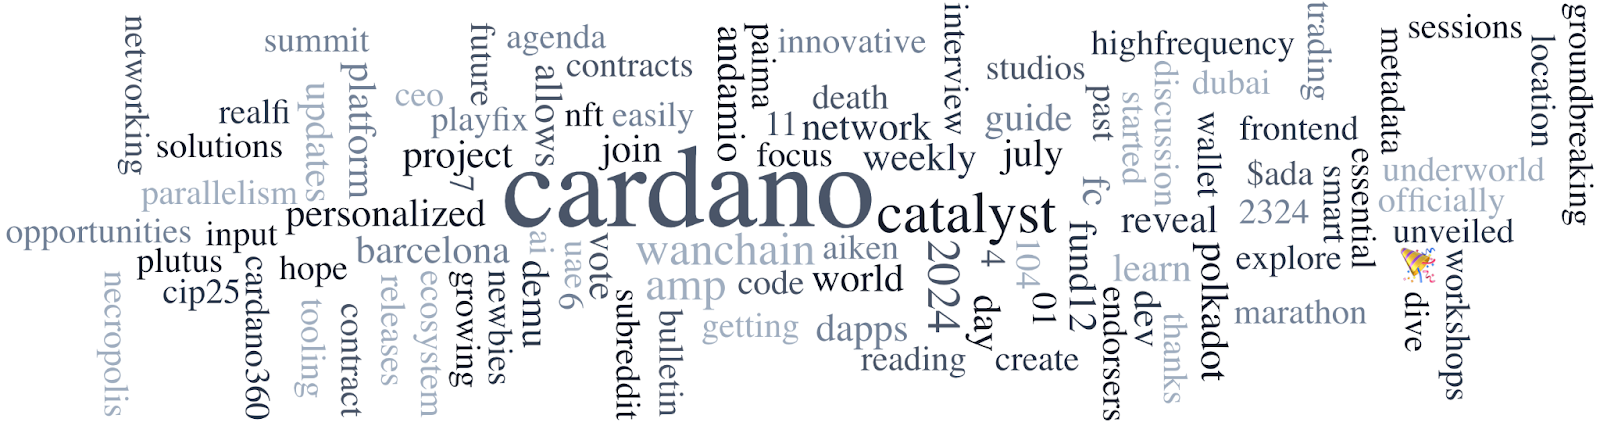 networking
summit
future
agenda
contracts
andamio
paima
innovative
interview
highfrequency
trading
sessions
groundbreaking
location
metadata
studios
dubai
discussion
platform
allows
ceo
updates
realfi
playfix
nft
easily
death
11
network
guide
past
started
wallet
frontend
solutions
project
join
focus
weekly
july
$ada
smart
essential
underworld
parallelism
7
cardano
catalyst
fc
reveal
2324
officially
personalized
opportunities
input
barcelona
ai
uae
vote
wanchain
aiken
2024
14
104
fund12
unveiled
plutus
hope
demu
6
amp
code
world
learn
polkadot
explore
🎉
workshops
cip25
cardano360
necropolis
tooling
contract
releases
ecosystem
growing
newbies
subreddit
bulletin
getting
dapps
day
01
endorsers
dev
thanks
marathon
dive
reading
create